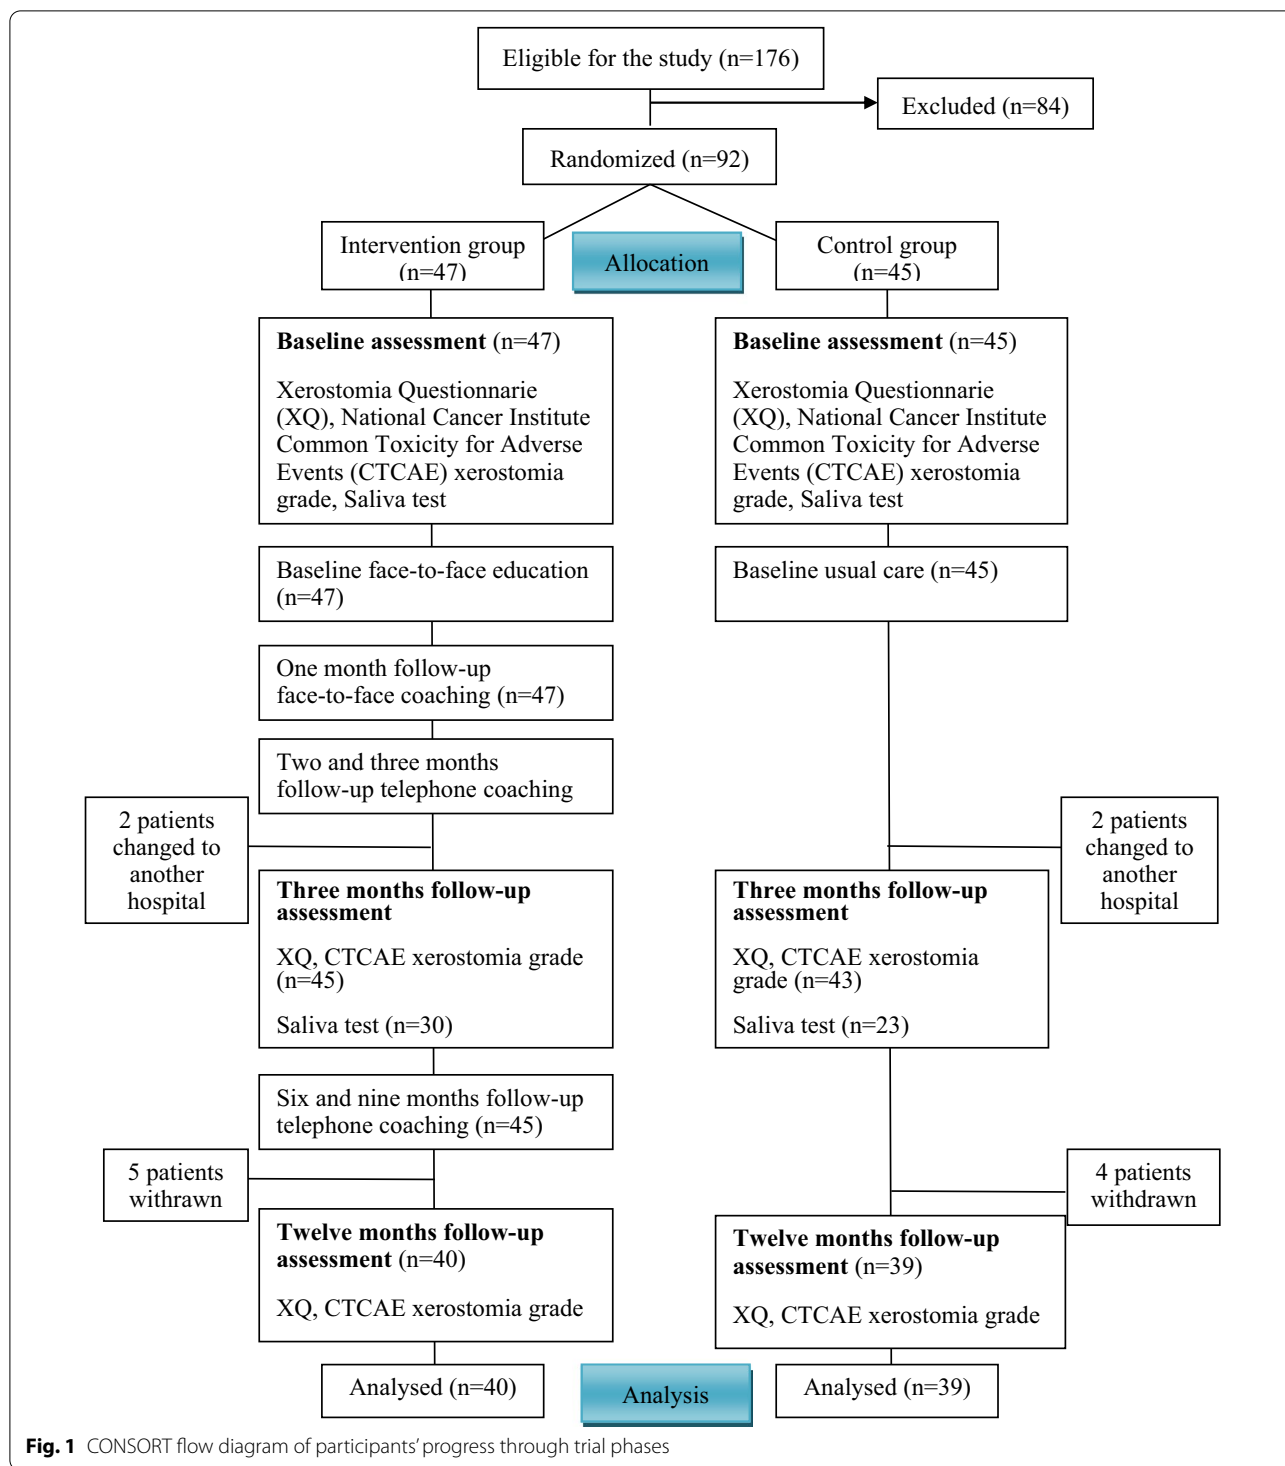 Eligible for the study (n=176)
Excluded (n=84)
Randomized (n=92)
Intervention group
(n=47)
Allocation
Control group
(n=45)
Baseline assessment (n=47)
Xerostomia Questionnarie
(XQ), National Cancer Institute
Common Toxicity for Adverse
Events (CTCAE) xerostomia
grade, Saliva test
Baseline assessment (n=45)
Xerostomia Questionnarie
(XQ), National Cancer Institute
Common Toxicity for Adverse
Events (CTCAE) xerostomia
grade, Saliva test
Baseline face-to-face education
(n=47)
Baseline usual care (n=45)
One month follow-up
face-to-face coaching (n=47)
Two and three months
follow-up telephone coaching
2 patients
changed to
another
hospital
2 patients
changed to
another
hospital
Three months follow-up
assessment
XQ, CTCAE xerostomia grade
(n=45)
Saliva test (n=30)
Three months follow-up
assessment
XQ, CTCAE xerostomia
grade (n=43)
Saliva test (n=23)
Six and nine months follow-up
telephone coaching (n=45)
5 patients
withrawn
4 patients
withdrawn
Twelve months follow-up
assessment (n=40)
XQ, CTCAE xerostomia grade
Twelve months follow-up
assessment (n=39)
XQ, CTCAE xerostomia grade
Analysed (n=40)
Analysis
Analysed (n=39)
Fig. 1 CONSORT flow diagram of participants' progress through trial phases